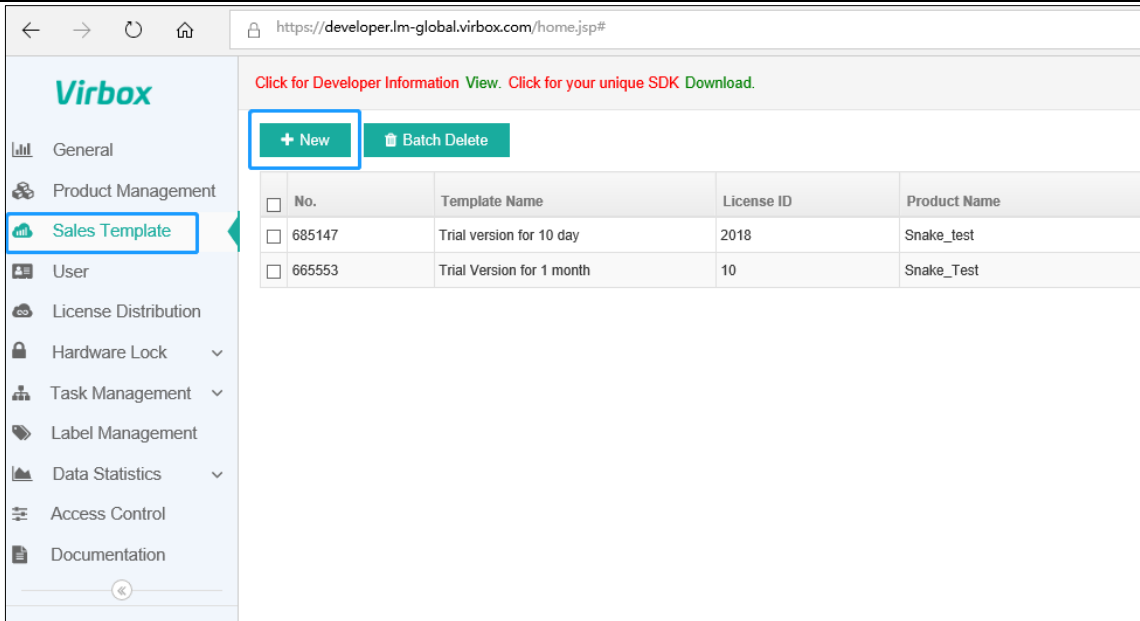 https://developer.lm-global.virbox.com/home.jsp#
Virbox
Click for Developer Information View. Click for your unique SDK Download.
+ New
Batch Delete
General
Product Management
Sales Template
User
License Distribution
Hardware Lock
Task Management
Label Management
Data Statistics
Access Control
Documentation
No. Template Name License ID Product Name
685147 Trial version for 10 day 2018 Snake_test
665553 Trial Version for 1 month 10 Snake_Test